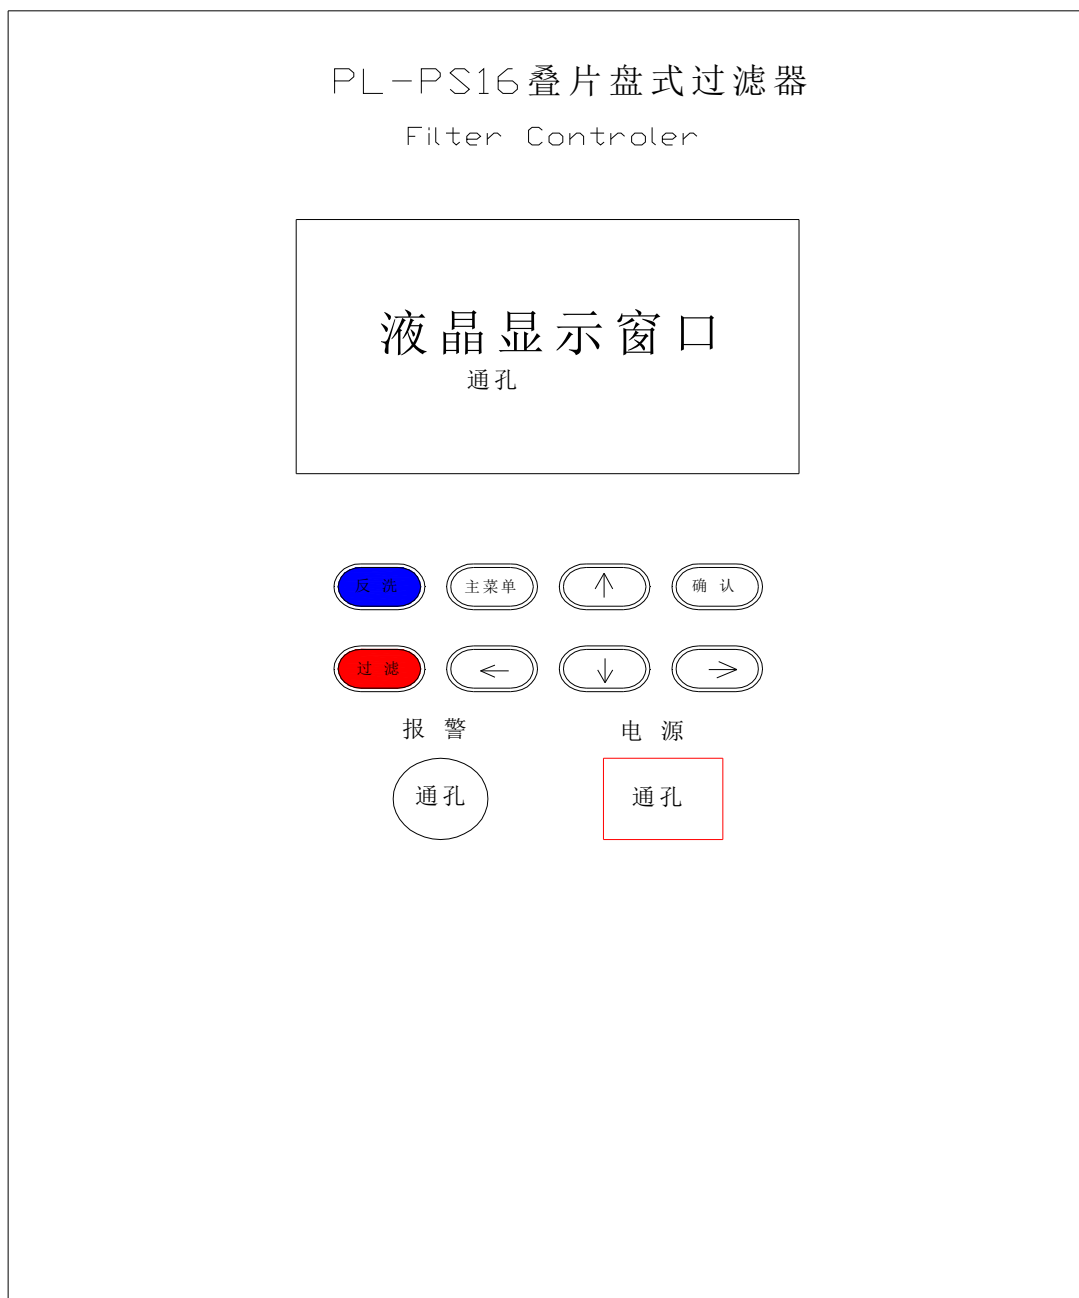 PL-PS16叠片盘式过滤器
Filter Controler
液晶显示窗口
通孔
反 洗 主菜单 ↑ 确 认
过 滤 ← ↓ →
报 警 电 源
通孔 通孔